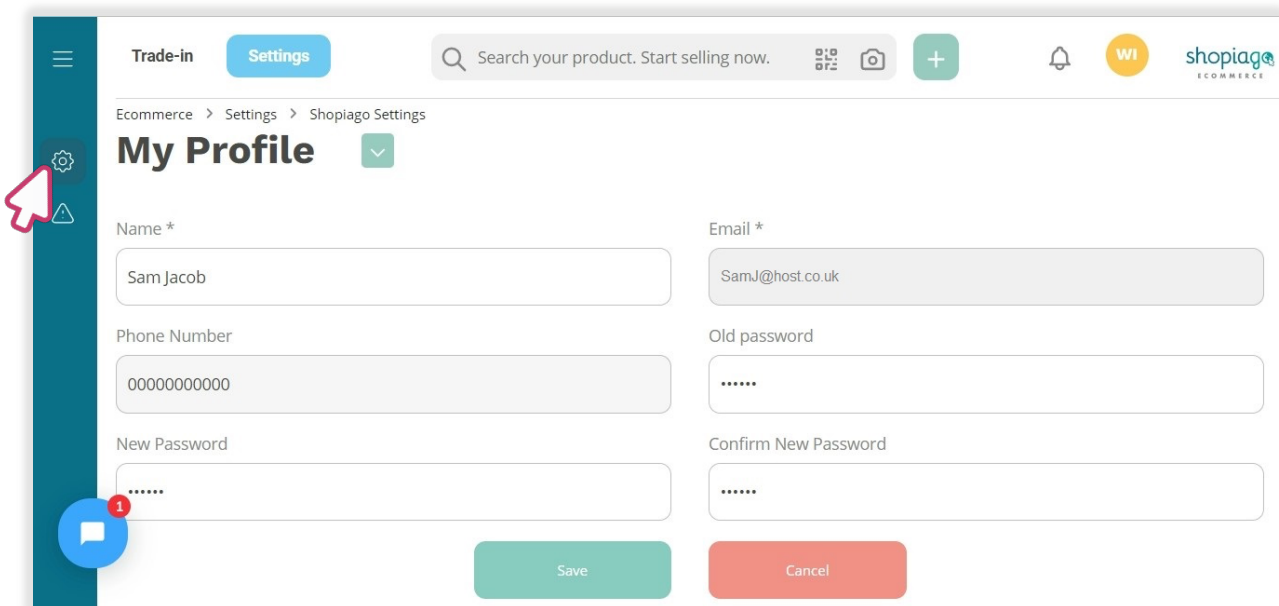 Trade-in
Settings
Search your product. Start selling now.
+
WI
shopiago
ECOMMERCE
Ecommerce > Settings > Shopiago Settings
My Profile
Name *
Email *
Sam Jacob
SamJ@host.co.uk
Phone Number
Old password
00000000000
••••••
New Password
Confirm New Password
••••••
••••••
1
Save
Cancel